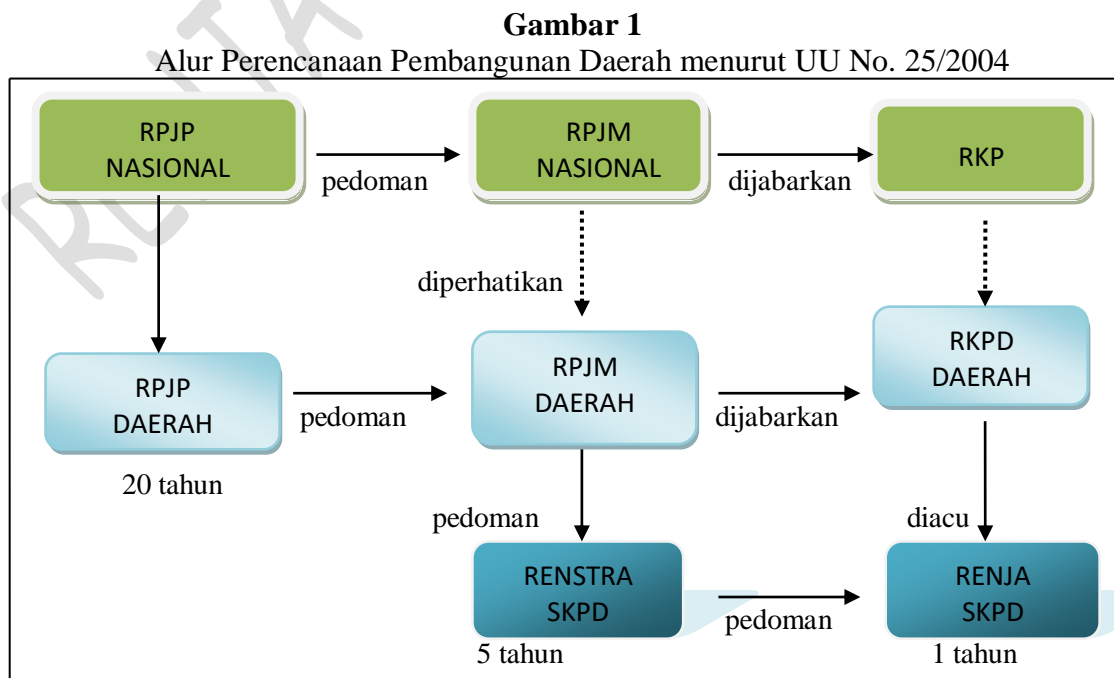 Gambar 1
Alur Perencanaan Pembangunan Daerah menurut UU No. 25/2004
RPJP
NASIONAL
pedoman
RPJM
NASIONAL
dijabarkan
RKP
diperhatikan
RPJP
DAERAH
pedoman
RPJM
DAERAH
dijabarkan
RKPD
DAERAH
20 tahun
pedoman
diacu
RENSTRA
SKPD
pedoman
RENJA
SKPD
5 tahun
1 tahun